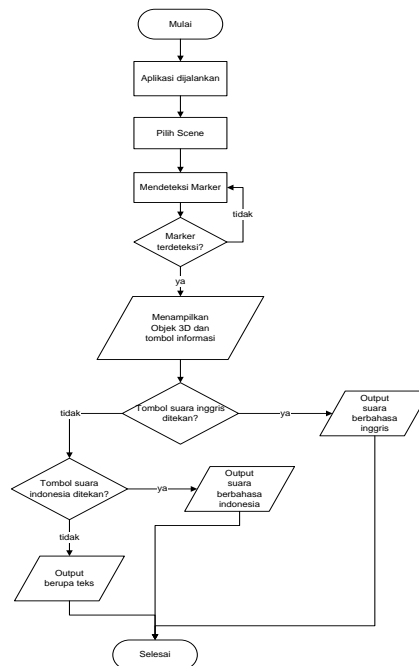 Mulai
Aplikasi dijalankan
Pilih Scene
Mendeteksi Marker
tidak
Marker
terdeteksi?
ya
Menampilkan
Objek 3D dan
tombol informasi
Tombol suara inggris
ditekan?
tidak
ya
Output
suara
berbahasa
inggris
Tombol suara
indonesia ditekan?
ya
Output
suara
berbahasa
indonesia
tidak
Output
berupa teks
Selesai